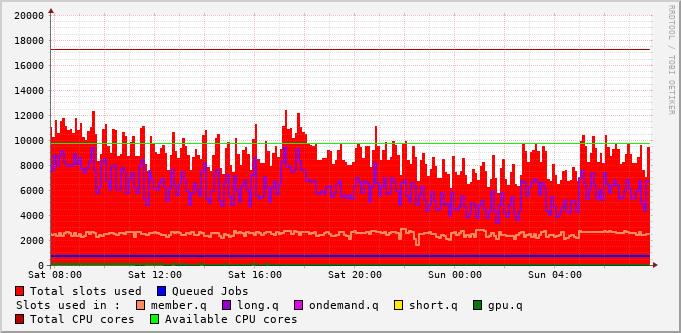 20000
18000
16000
14000
12000
10000
8000
6000
4000
2000
0
Sat 08:00 Sat 12:00 Sat 16:00 Sat 20:00 Sun 00:00 Sun 04:00
RRDTOOL / TOBI OETIKER
Total slots used Queued Jobs
Slots used in : member.q long.q ondemand.q short.q gpu.q
Total CPU cores Available CPU cores